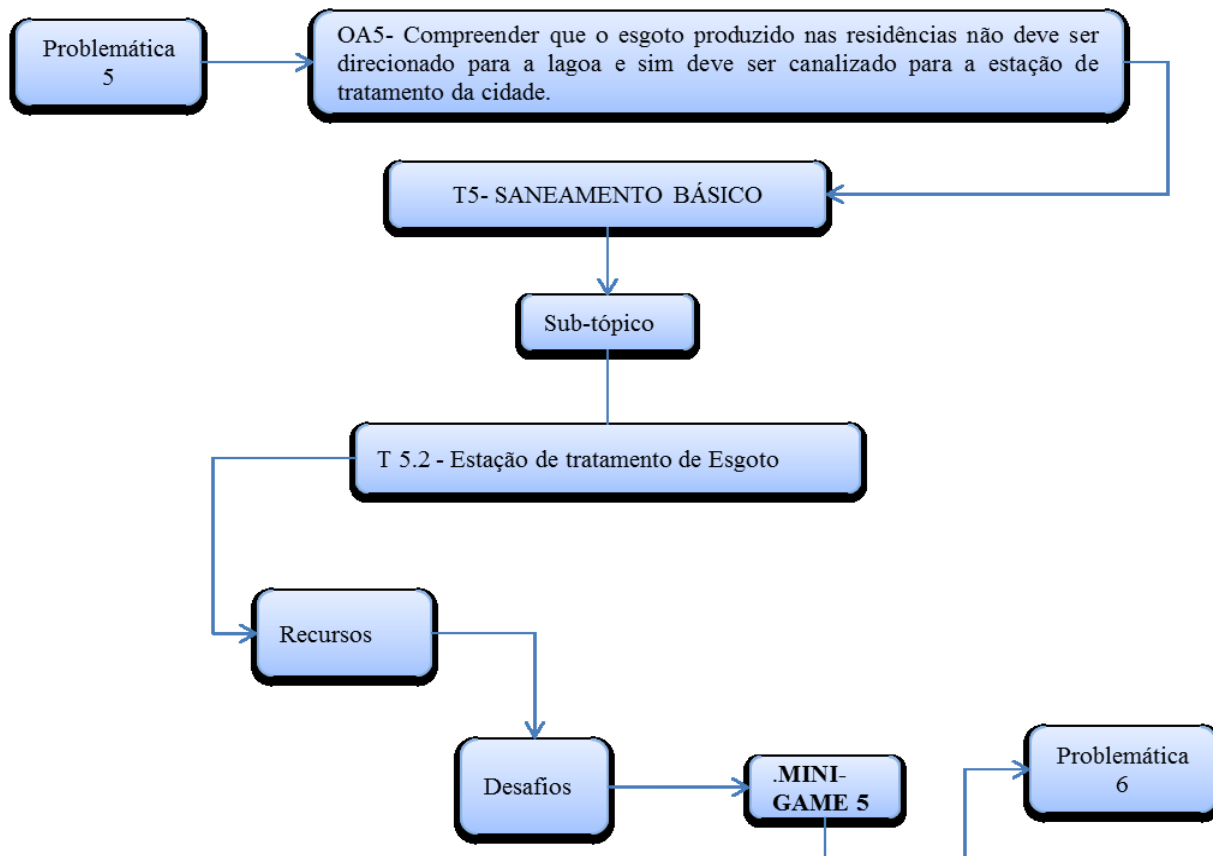 Problemática
5
OA5- Compreender que o esgoto produzido nas residências não deve ser
direcionado para a lagoa e sim deve ser canalizado para a estação de
tratamento da cidade.
T5- SANEAMENTO BÁSICO
Sub-tópico
T 5.2 - Estação de tratamento de Esgoto
Recursos
Desafios
.MINI-
GAME 5
Problemática
6